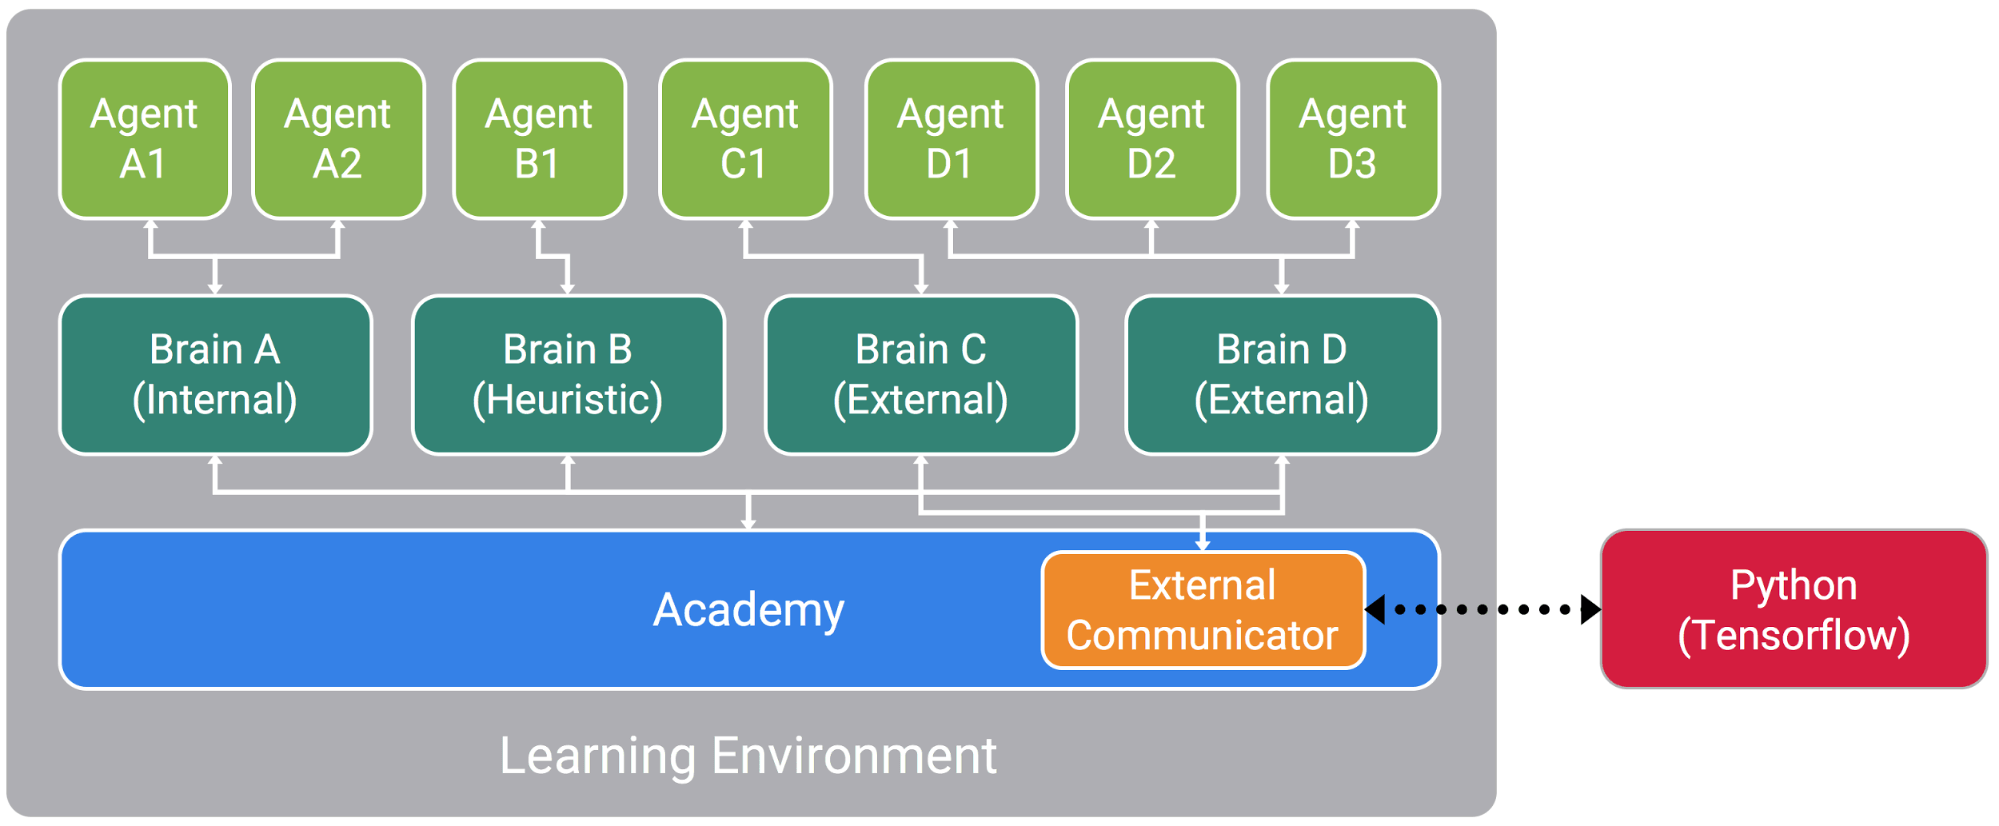 Agent
A1
Agent
A2
Agent
B1
Agent
C1
Agent
D1
Agent
D2
Agent
D3
Brain A
(Internal)
Brain B
(Heuristic)
Brain C
(External)
Brain D
(External)
Academy
External
Communicator
Python
(Tensorflow)
Learning Environment